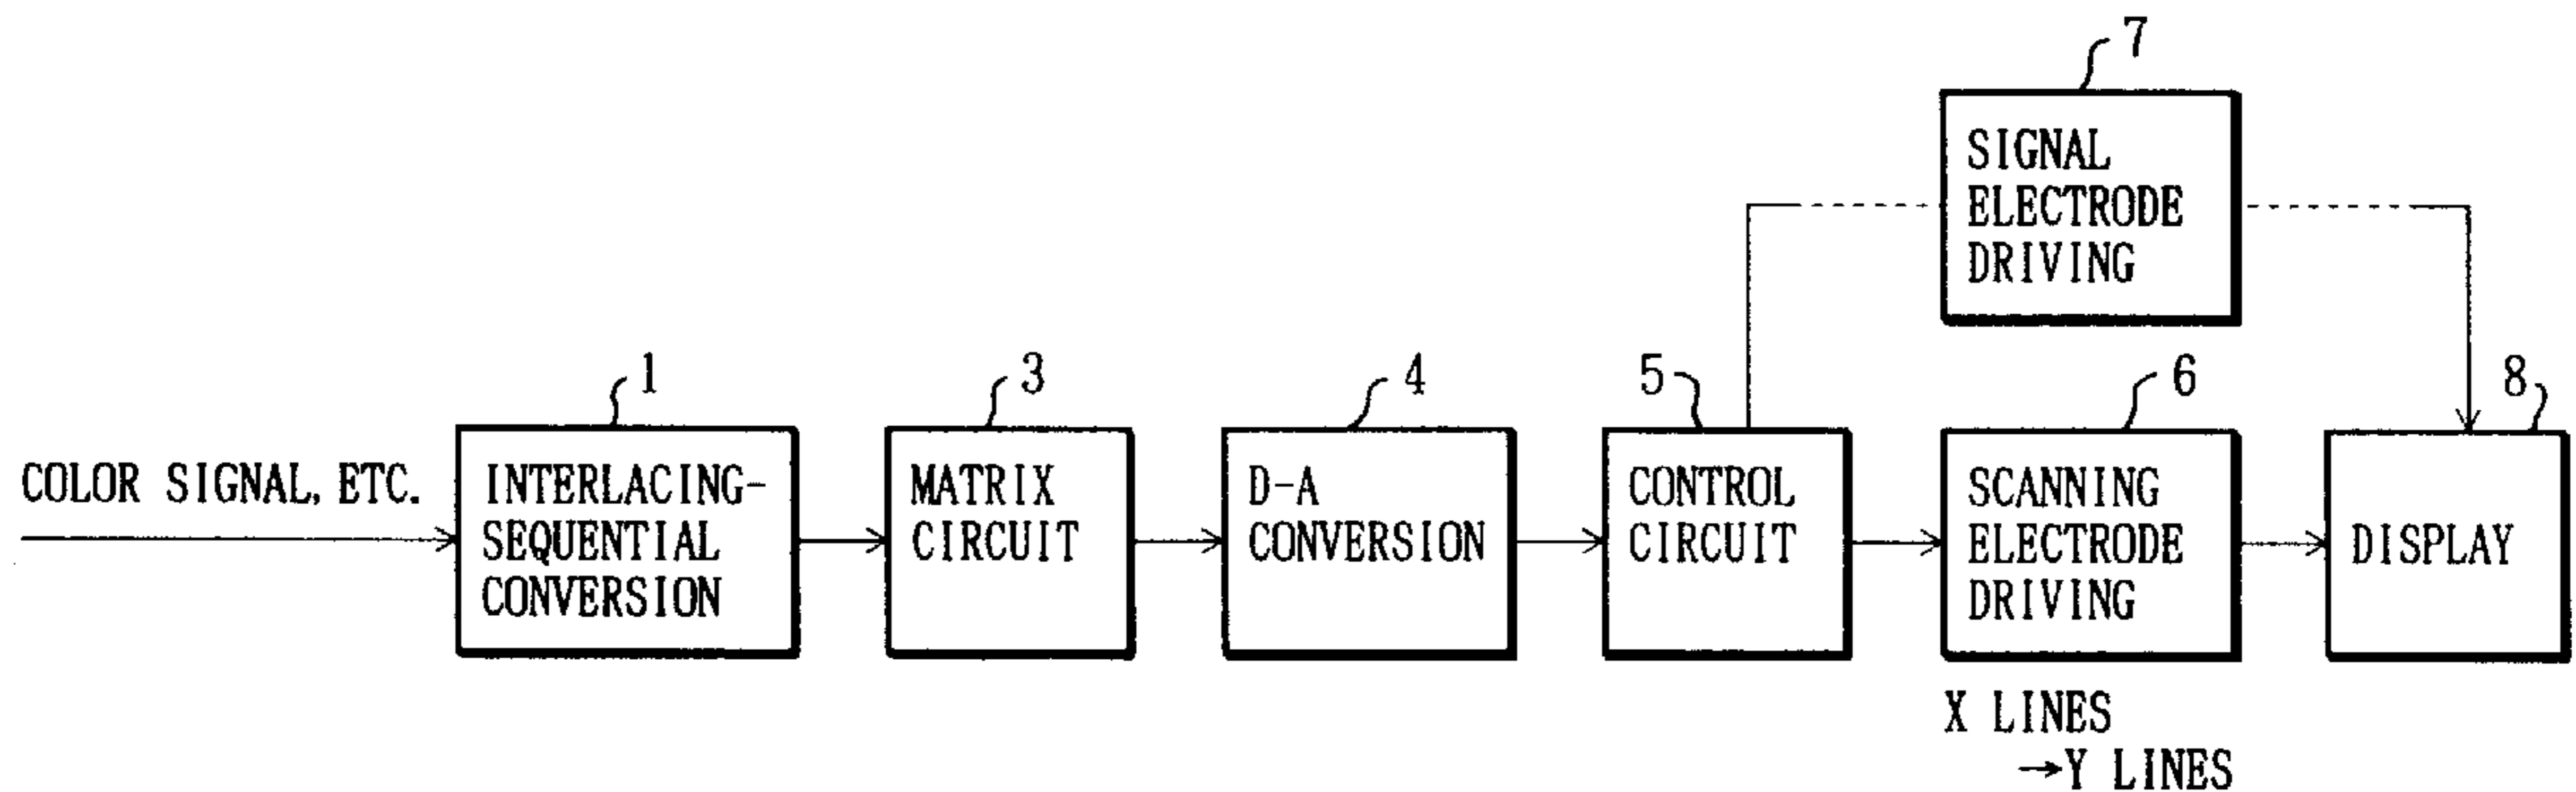 7
SIGNAL
ELECTRODE
DRIVING
1
3
4
5
6
8
COLOR SIGNAL, ETC.
INTERLACING-
SEQUENTIAL
CONVERSION
MATRIX
CIRCUIT
D-A
CONVERSION
CONTROL
CIRCUIT
SCANNING
ELECTRODE
DRIVING
DISPLAY
X LINES
→Y LINES